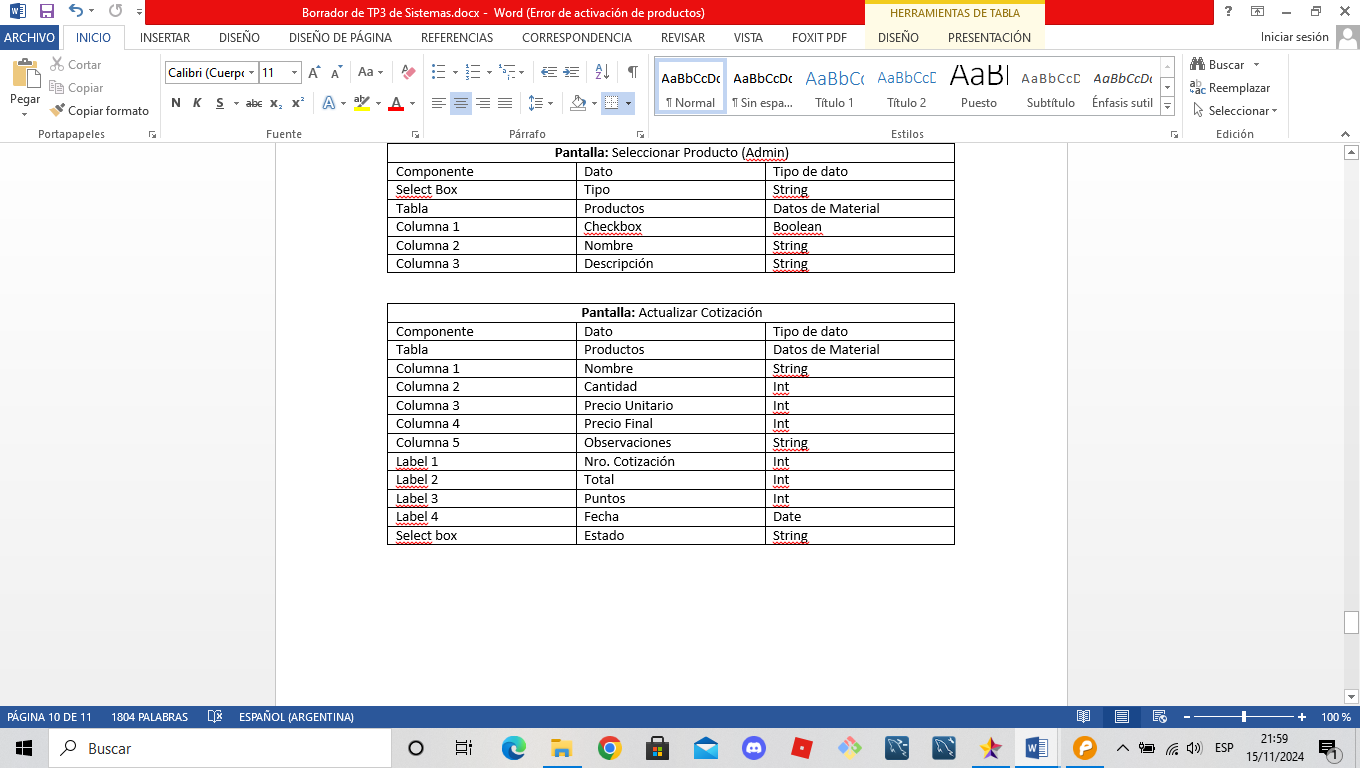 Borrador de TP3 de Sistemas.docx - Word (Error de activación de productos)
HERRAMIENTAS DE TABLA
?
ARCHIVO INICIO INSERTAR DISEÑO DISEÑO DE PÁGINA REFERENCIAS CORRESPONDENCIA REVISAR VISTA FOXIT PDF DISEÑO PRESENTACIÓN Iniciar sesión
Pegar
Cortar
Copiar
Copiar formato
Portapapeles
Calibri (Cuerpo 11
Aa
N K S abc x₂ x²
A ab A
Fuente
Párrafo
AaBbCcDc AaBbCcDc AaBbCc AaBbCcD AaB AaBbCcD AaBbCcDc
¶ Normal ¶ Sin espa... Título 1 Título 2 Puesto Subtítulo Énfasis sutil
Estilos
Buscar
Reemplazar
Seleccionar
Edición
Pantalla: Seleccionar Producto (Admin)
Componente Dato Tipo de dato
Select Box Tipo String
Tabla Productos Datos de Material
Columna 1 Checkbox Boolean
Columna 2 Nombre String
Columna 3 Descripción String
Pantalla: Actualizar Cotización
Componente Dato Tipo de dato
Tabla Productos Datos de Material
Columna 1 Nombre String
Columna 2 Cantidad Int
Columna 3 Precio Unitario Int
Columna 4 Precio Final Int
Columna 5 Observaciones String
Label 1 Nro. Cotización Int
Label 2 Total Int
Label 3 Puntos Int
Label 4 Fecha Date
Select box Estado String
PÁGINA 10 DE 11 1804 PALABRAS ESPAÑOL (ARGENTINA) 100 %
Buscar
ESP
21:59
15/11/2024
1